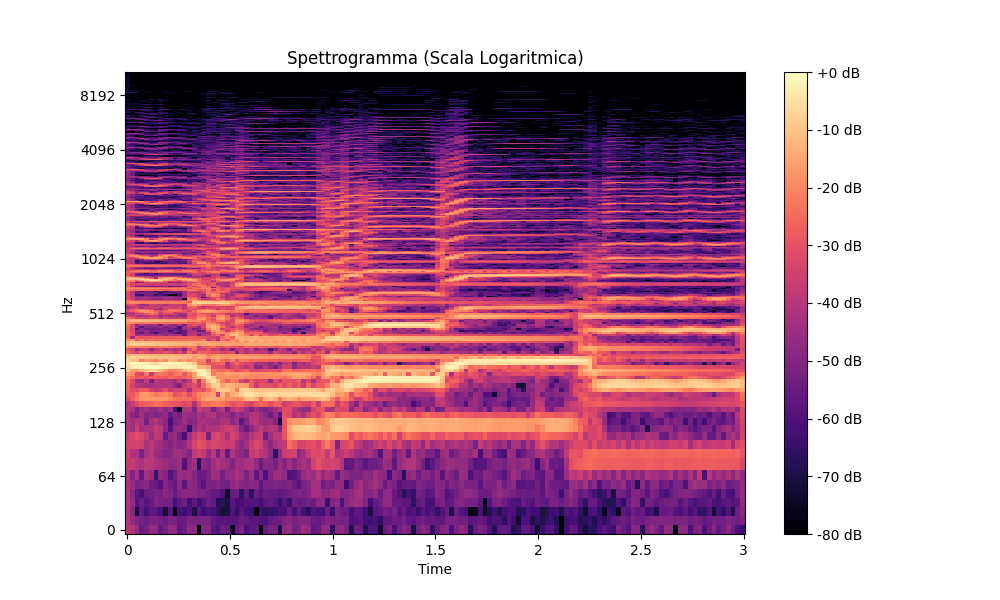 Spettrogramma (Scala Logaritmica)
Hz
8192
4096
2048
1024
512
256
128
64
0
0
0.5
1
1.5
2
2.5
3
Time
+0 dB
-10 dB
-20 dB
-30 dB
-40 dB
-50 dB
-60 dB
-70 dB
-80 dB